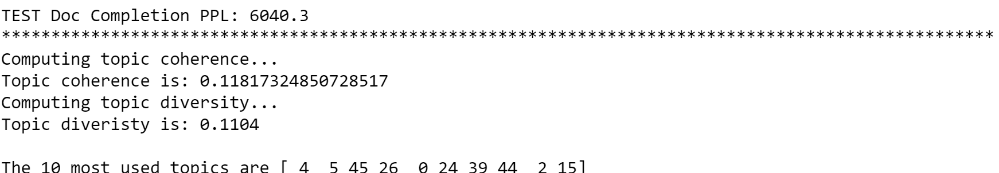 TEST Doc Completion PPL: 6040.3
****************************************************************************************************
Computing topic coherence...
Topic coherence is: 0.11817324850728517
Computing topic diversity...
Topic diveristy is: 0.1104
The 10 most used topics are [ 4  5 45 26  0 24 39 44  2 15]